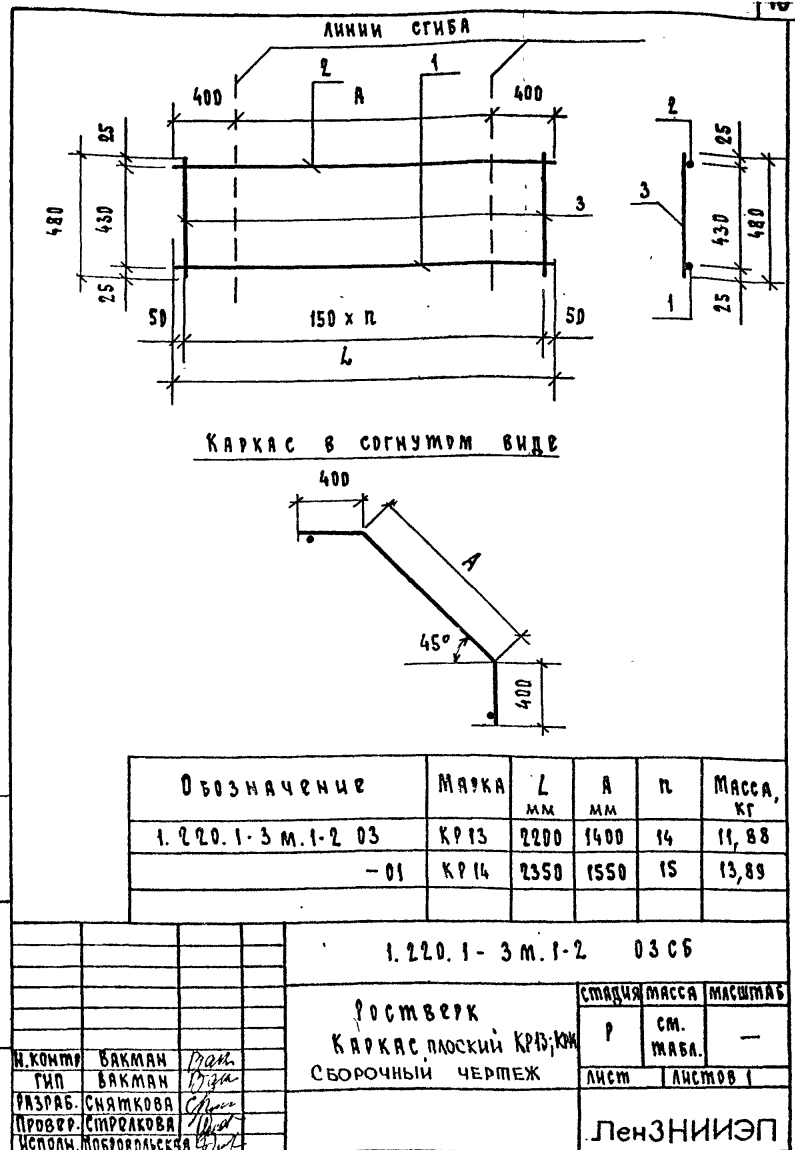 ЛИНИИ СГИБА
2
1
400
А
400
2
25
25
480
430
3
3
430
480
25
25
1
50
150 х n
50
L
КАРКАС В СОГНУТОМ ВИДЕ
400
А
45°
400
ОБОЗНАЧЕНИЕ МАРКА L мм А мм n МАССА, кг
1.220.1-3 м.1-2 03 КР13 2200 1400 14 11,88
-01 КР14 2350 1550 15 13,89
1.220.1-3 м.1-2 03СБ
РОСТВЕРК
КАРКАС ПЛОСКИЙ КР13; КР14
СБОРОЧНЫЙ ЧЕРТЕЖ
СТАДИЯ МАССА МАСШТАБ
Р СМ. ТАБЛ. —
ЛИСТ ЛИСТОВ 1
Н.КОНТР ВАКМАН
ГИП ВАКМАН
РАЗРАБ. СНЯТКОВА
ПРОВЕР. СТРЕЛКОВА
ИСПОЛН.
ЛенЗНИИЭП